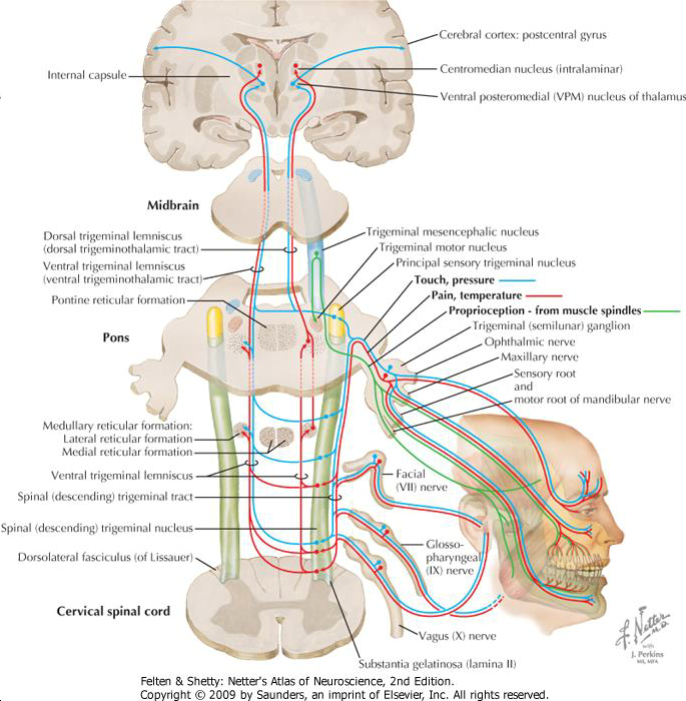 Cerebral cortex: postcentral gyrus
Internal capsule
Centromedian nucleus (intralaminar)
Ventral posteromedial (VPM) nucleus of thalamus
Midbrain
Dorsal trigeminal lemniscus
(dorsal trigeminothalamic tract)
Ventral trigeminal lemniscus
(ventral trigeminothalamic tract)
Pontine reticular formation
Pons
Trigeminal mesencephalic nucleus
Trigeminal motor nucleus
Principal sensory trigeminal nucleus
Touch, pressure
Pain, temperature
Proprioception - from muscle spindles
Trigeminal (semilunar) ganglion
Ophthalmic nerve
Maxillary nerve
Sensory root
and
motor root of mandibular nerve
Medullary reticular formation:
Lateral reticular formation
Medial reticular formation
Ventral trigeminal lemniscus
Spinal (descending) trigeminal tract
Spinal (descending) trigeminal nucleus
Dorsolateral fasciculus (of Lissauer)
Cervical spinal cord
Facial
(VII) nerve
Glosso-
pharyngeal
(IX) nerve
Vagus (X) nerve
Substantia gelatinosa (lamina II)
F. Netter M.D.
with
J. Perkins
MS, MFA
Felten & Shetty: Netter's Atlas of Neuroscience, 2nd Edition.
Copyright © 2009 by Saunders, an imprint of Elsevier, Inc. All rights reserved.